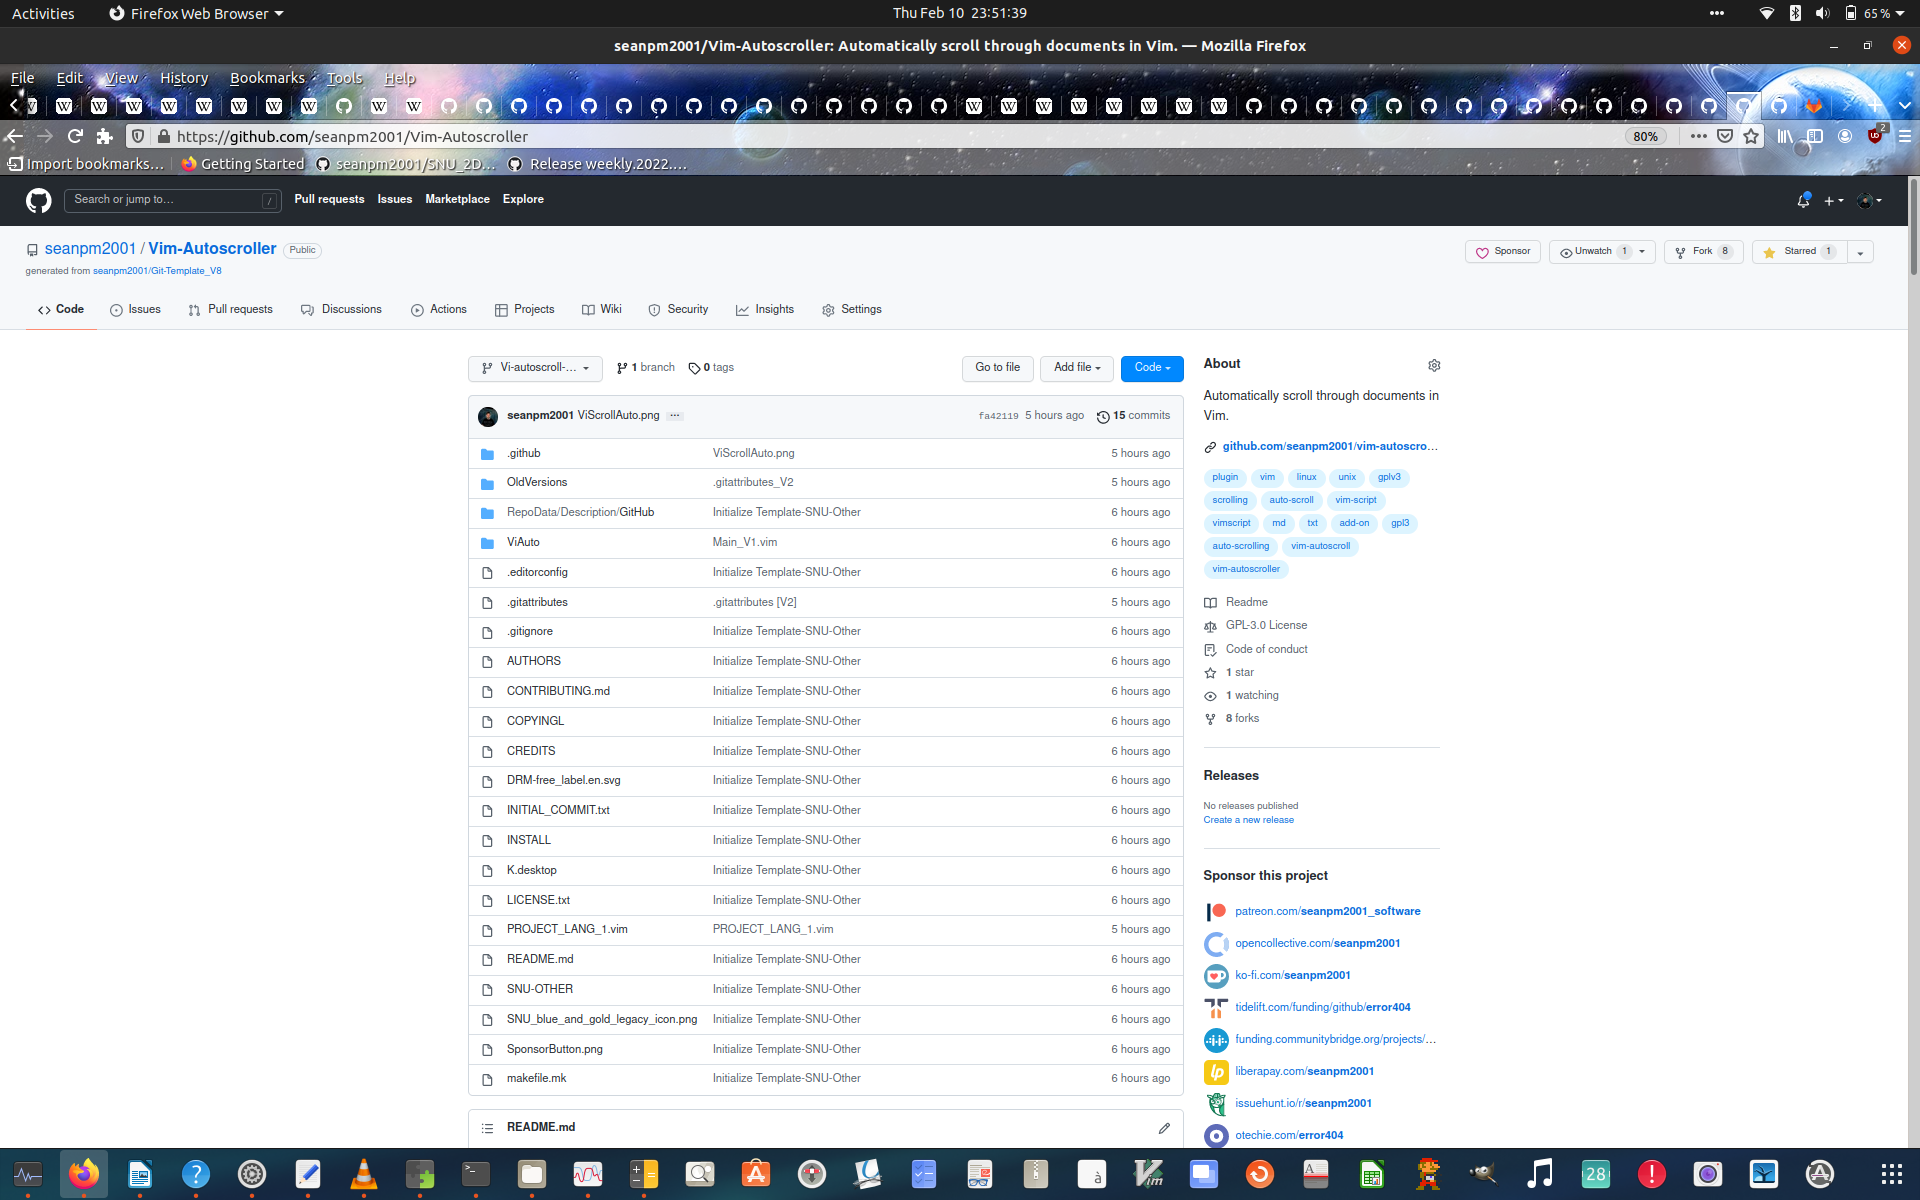 Activities Firefox Web Browser Thu Feb 10 23:51:39 65 %
seanpm2001/Vim-Autoscroller: Automatically scroll through documents in Vim. — Mozilla Firefox
File Edit View History Bookmarks Tools Help
https://github.com/seanpm2001/Vim-Autoscroller 80% 2
Import bookmarks… Getting Started seanpm2001/SNU_2D… Release weekly.2022.…
Search or jump to… / Pull requests Issues Marketplace Explore
seanpm2001 / Vim-Autoscroller Public Sponsor Unwatch 1 Fork 8 Starred 1
generated from seanpm2001/Git-Template_V8
Code Issues Pull requests Discussions Actions Projects Wiki Security Insights Settings
Vi-autoscroll-… 1 branch 0 tags Go to file Add file Code
seanpm2001 ViScrollAuto.png … fa42119 5 hours ago 15 commits
.github ViScrollAuto.png 5 hours ago
OldVersions .gitattributes_V2 5 hours ago
RepoData/Description/GitHub Initialize Template-SNU-Other 6 hours ago
ViAuto Main_V1.vim 6 hours ago
.editorconfig Initialize Template-SNU-Other 6 hours ago
.gitattributes .gitattributes [V2] 5 hours ago
.gitignore Initialize Template-SNU-Other 6 hours ago
AUTHORS Initialize Template-SNU-Other 6 hours ago
CONTRIBUTING.md Initialize Template-SNU-Other 6 hours ago
COPYINGL Initialize Template-SNU-Other 6 hours ago
CREDITS Initialize Template-SNU-Other 6 hours ago
DRM-free_label.en.svg Initialize Template-SNU-Other 6 hours ago
INITIAL_COMMIT.txt Initialize Template-SNU-Other 6 hours ago
INSTALL Initialize Template-SNU-Other 6 hours ago
K.desktop Initialize Template-SNU-Other 6 hours ago
LICENSE.txt Initialize Template-SNU-Other 6 hours ago
PROJECT_LANG_1.vim PROJECT_LANG_1.vim 5 hours ago
README.md Initialize Template-SNU-Other 6 hours ago
SNU-OTHER Initialize Template-SNU-Other 6 hours ago
SNU_blue_and_gold_legacy_icon.png Initialize Template-SNU-Other 6 hours ago
SponsorButton.png Initialize Template-SNU-Other 6 hours ago
makefile.mk Initialize Template-SNU-Other 6 hours ago
README.md
About
Automatically scroll through documents in
Vim.
github.com/seanpm2001/vim-autoscro…
plugin vim linux unix gplv3
scrolling auto-scroll vim-script
vimscript md txt add-on gpl3
auto-scrolling vim-autoscroll
vim-autoscroller
Readme
GPL-3.0 License
Code of conduct
1 star
1 watching
8 forks
Releases
No releases published
Create a new release
Sponsor this project
patreon.com/seanpm2001_software
opencollective.com/seanpm2001
ko-fi.com/seanpm2001
tidelift.com/funding/github/error404
funding.communitybridge.org/projects/…
liberapay.com/seanpm2001
issuehunt.io/r/seanpm2001
otechie.com/error404
28